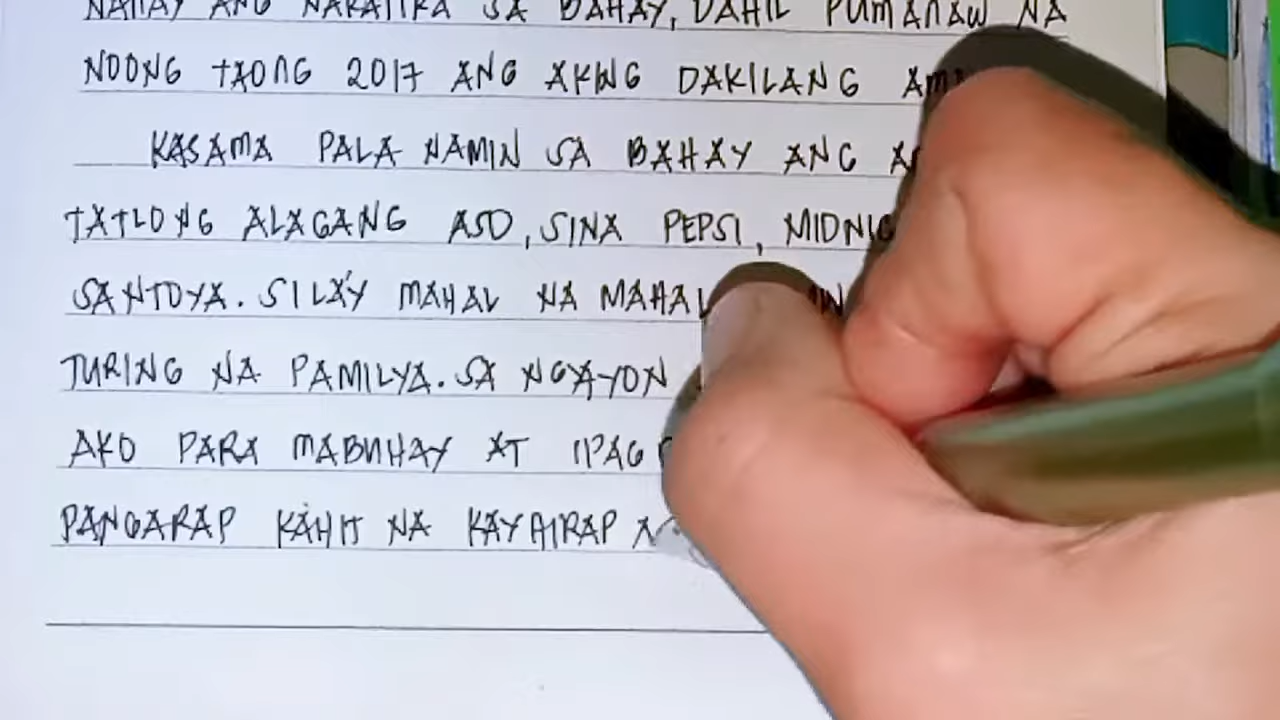 NANAY ANG NAKATIRA SA BAHAY, DAHIL PUMANAW NA
NOONG TAONG 2017 ANG AKING DAKILANG
KASAMA PALA NAMIN SA BAHAY ANG
TATLONG ALAGANG ASO, SINA PEPSI,
SANTOYA. SILA'Y MAHAL NA MAHAL
TURING NA PAMILYA. SA NGAYON
AKO PARA MABUHAY AT
PANGARAP KAHIT NA KAYHIRAP